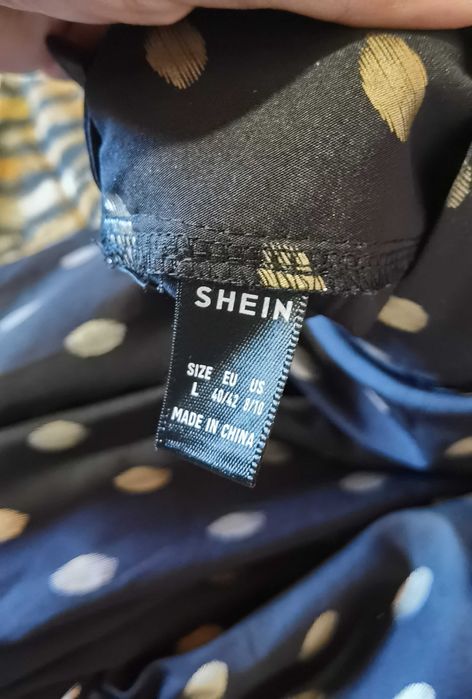 SHEIN
SIZE EU US
L 40/42 8/10
MADE IN CHINA